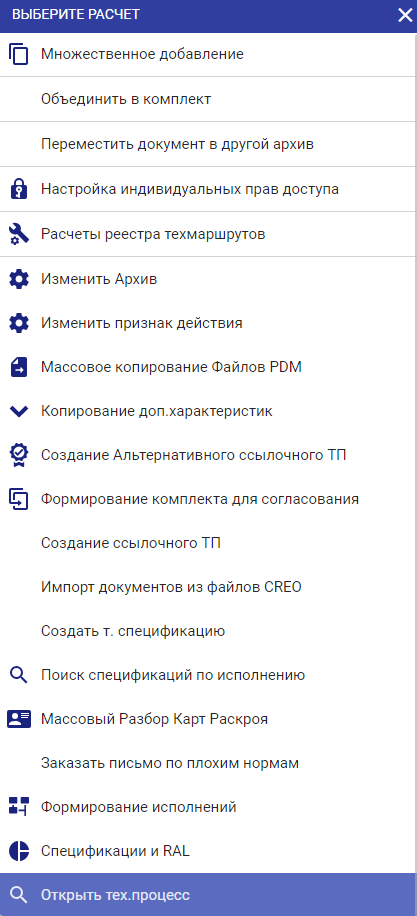 ВЫБЕРИТЕ РАСЧЕТ
Множественное добавление
Объединить в комплект
Переместить документ в другой архив
Настройка индивидуальных прав доступа
Расчеты реестра техмаршрутов
Изменить Архив
Изменить признак действия
Массовое копирование Файлов PDM
Копирование доп.характеристик
Создание Альтернативного ссылочного ТП
Формирование комплекта для согласования
Создание ссылочного ТП
Импорт документов из файлов CREO
Создать т. спецификацию
Поиск спецификаций по исполнению
Массовый Разбор Карт Раскроя
Заказать письмо по плохим нормам
Формирование исполнений
Спецификации и RAL
Открыть тех.процесс